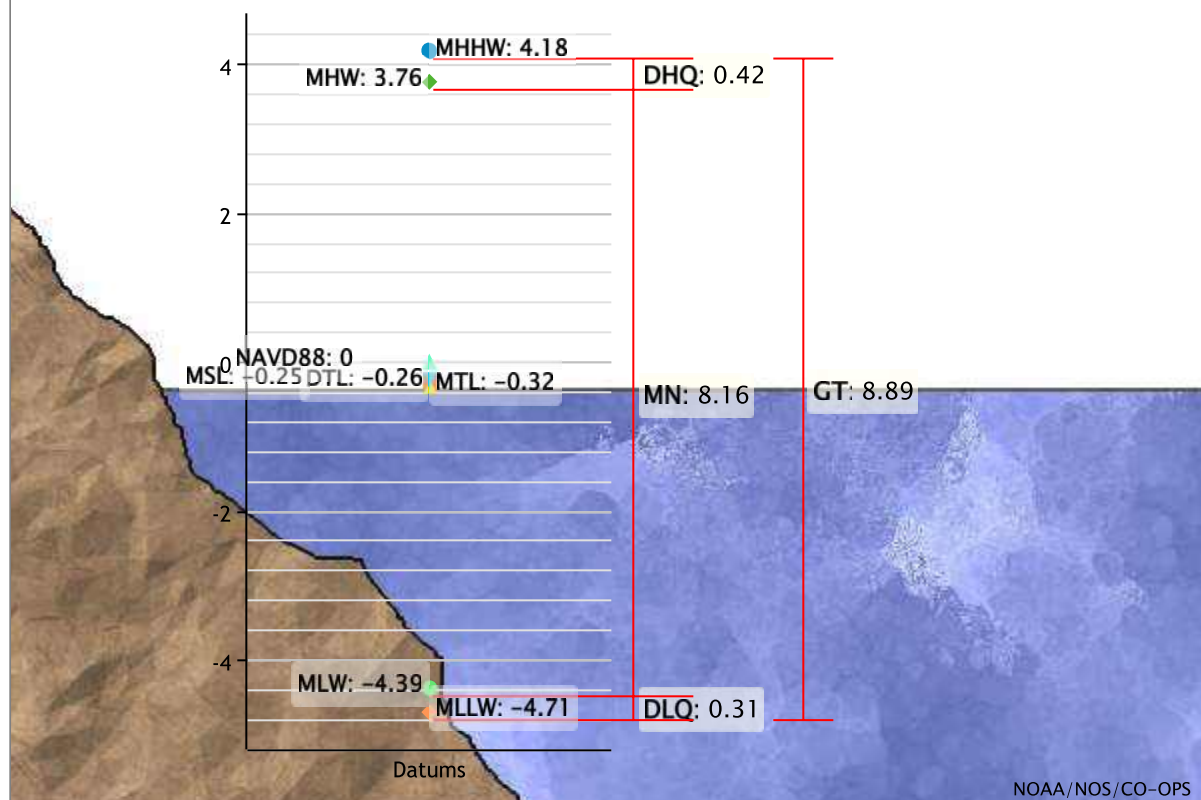 MHHW: 4.18
4
MHW: 3.76
DHQ: 0.42
2
0
NAVD88: 0
MSL: −0.25
DTL: −0.26
MTL: −0.32
MN: 8.16
GT: 8.89
-2
-4
MLW: −4.39
MLLW: −4.71
DLQ: 0.31
Datums
NOAA/NOS/CO−OPS